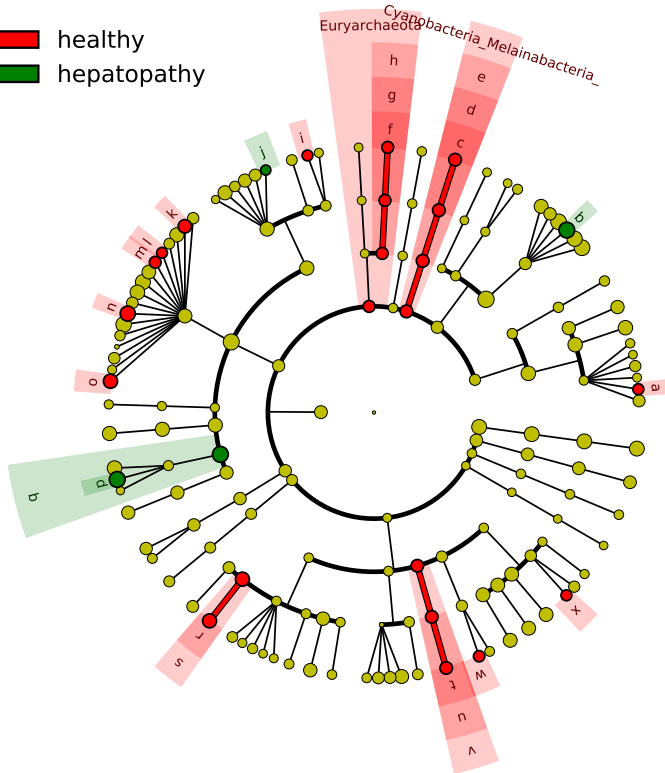 healthy
hepatopathy
Euryarchaeota
Cyanobacteria_Melainabacteria_
h
g
f
e
d
c
b
a
i
j
k
l
m
n
o
p
q
r
s
t
u
v
w
x